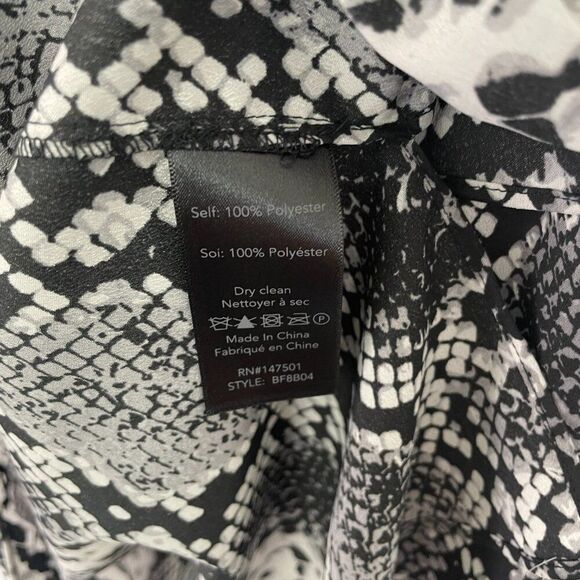 Self: 100% Polyester
Soi: 100% Polyéster
Dry clean
Nettoyer à sec
P
Made In China
Fabriqué en Chine
RN#147501
STYLE: BF8B04